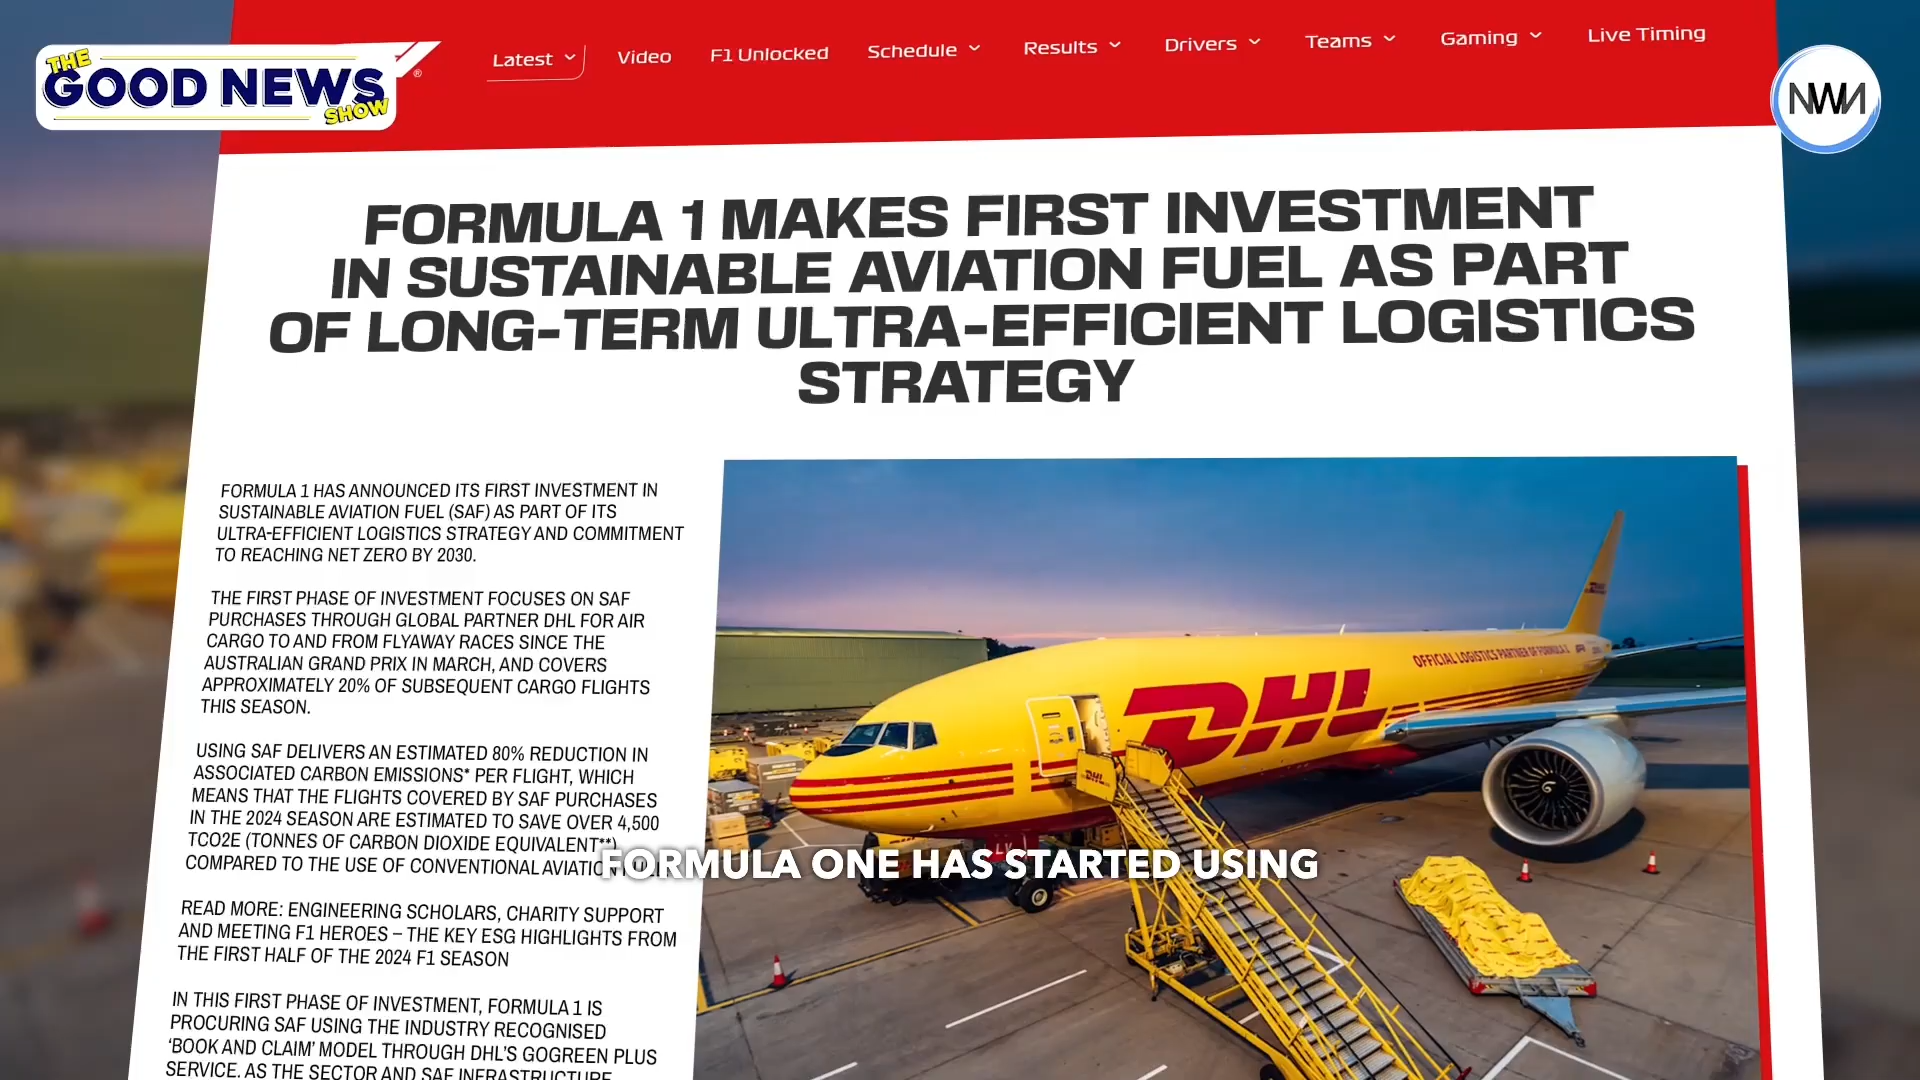 THE
GOOD NEWS
SHOW
®
Latest
Video
F1 Unlocked
Schedule
Results
Drivers
Teams
Gaming
Live Timing
NWN
FORMULA 1 MAKES FIRST INVESTMENT
IN SUSTAINABLE AVIATION FUEL AS PART
OF LONG-TERM ULTRA-EFFICIENT LOGISTICS
STRATEGY
FORMULA 1 HAS ANNOUNCED ITS FIRST INVESTMENT IN
SUSTAINABLE AVIATION FUEL (SAF) AS PART OF ITS
ULTRA-EFFICIENT LOGISTICS STRATEGY AND COMMITMENT
TO REACHING NET ZERO BY 2030.
THE FIRST PHASE OF INVESTMENT FOCUSES ON SAF
PURCHASES THROUGH GLOBAL PARTNER DHL FOR AIR
CARGO TO AND FROM FLYAWAY RACES SINCE THE
AUSTRALIAN GRAND PRIX IN MARCH, AND COVERS
APPROXIMATELY 20% OF SUBSEQUENT CARGO FLIGHTS
THIS SEASON.
USING SAF DELIVERS AN ESTIMATED 80% REDUCTION IN
ASSOCIATED CARBON EMISSIONS* PER FLIGHT, WHICH
MEANS THAT THE FLIGHTS COVERED BY SAF PURCHASES
IN THE 2024 SEASON ARE ESTIMATED TO SAVE OVER 4,500
TCO2E (TONNES OF CARBON DIOXIDE EQUIVALENT**)
COMPARED TO THE USE OF CONVENTIONAL AVIATION
READ MORE: ENGINEERING SCHOLARS, CHARITY SUPPORT
AND MEETING F1 HEROES – THE KEY ESG HIGHLIGHTS FROM
THE FIRST HALF OF THE 2024 F1 SEASON
IN THIS FIRST PHASE OF INVESTMENT, FORMULA 1 IS
PROCURING SAF USING THE INDUSTRY RECOGNISED
‘BOOK AND CLAIM’ MODEL THROUGH DHL'S GOGREEN PLUS
SERVICE. AS THE SECTOR AND SAF INFRASTRUCTURE
OFFICIAL LOGISTICS PARTNER OF FORMULA 1
DHL
DHL
FORMULA ONE HAS STARTED USING